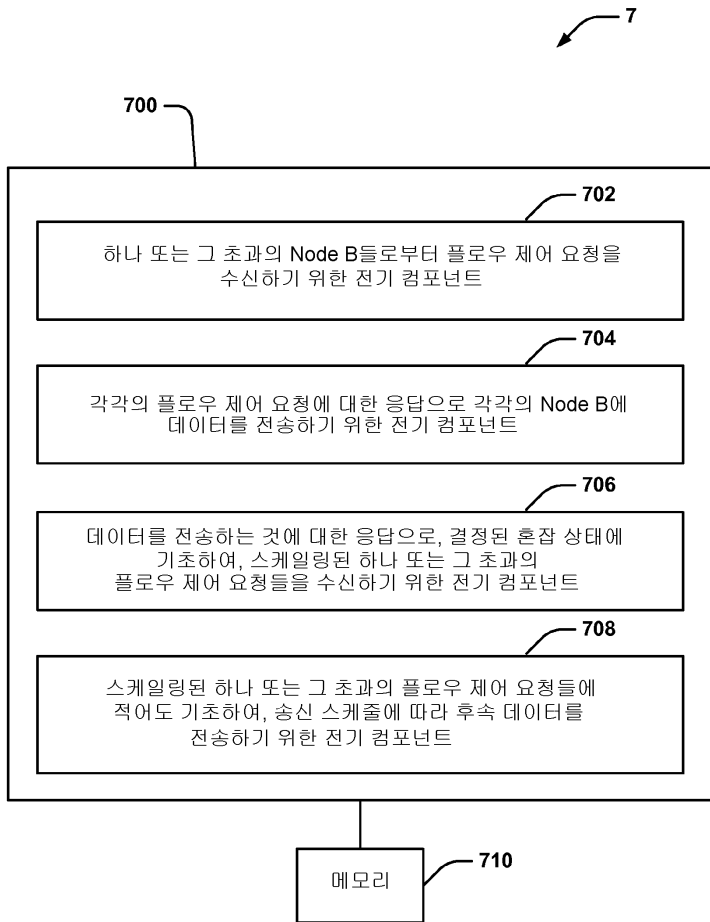 7
700
702
하나 또는 그 초과의 Node B들로부터 플로우 제어 요청을
수신하기 위한 전기 컴포넌트
704
각각의 플로우 제어 요청에 대한 응답으로 각각의 Node B에
데이터를 전송하기 위한 전기 컴포넌트
706
데이터를 전송하는 것에 대한 응답으로, 결정된 혼잡 상태에
기초하여, 스케일링된 하나 또는 그 초과의
플로우 제어 요청들을 수신하기 위한 전기 컴포넌트
708
스케일링된 하나 또는 그 초과의 플로우 제어 요청들에
적어도 기초하여, 송신 스케줄에 따라 후속 데이터를
전송하기 위한 전기 컴포넌트
메모리
710